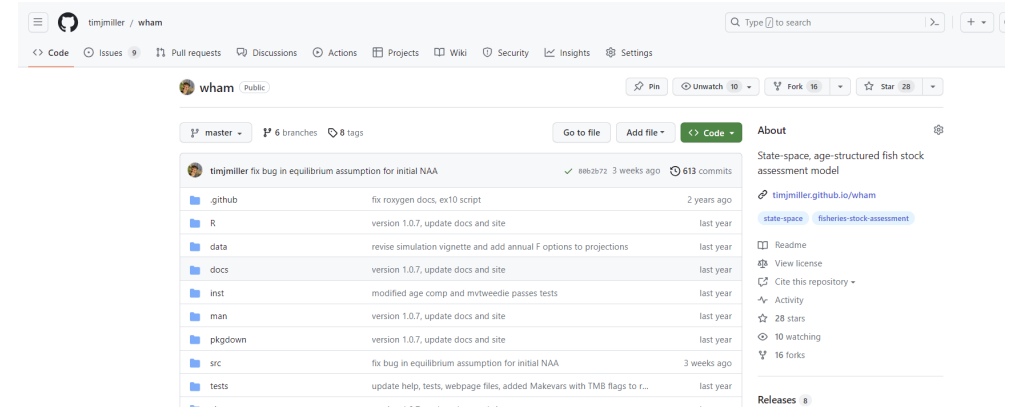 timjmiller / wham
Type / to search
Code Issues 9 Pull requests Discussions Actions Projects Wiki Security Insights Settings
wham Public
Pin Unwatch 10 Fork 16 Star 28
master 6 branches 8 tags Go to file Add file Code
timjmiller fix bug in equilibrium assumption for initial NAA 80b2b72 3 weeks ago 613 commits
.github fix roxygen docs, ex10 script 2 years ago
R version 1.0.7, update docs and site last year
data revise simulation vignette and add annual F options to projections last year
docs version 1.0.7, update docs and site last year
inst modified age comp and mvtweedie passes tests last year
man version 1.0.7, update docs and site last year
pkgdown version 1.0.7, update docs and site last year
src fix bug in equilibrium assumption for initial NAA 3 weeks ago
tests update help, tests, webpage files, added Makevars with TMB flags to r... last year
About
State-space, age-structured fish stock
assessment model
timjmiller.github.io/wham
state-space fisheries-stock-assessment
Readme
View license
Cite this repository
Activity
28 stars
10 watching
16 forks
Releases 8